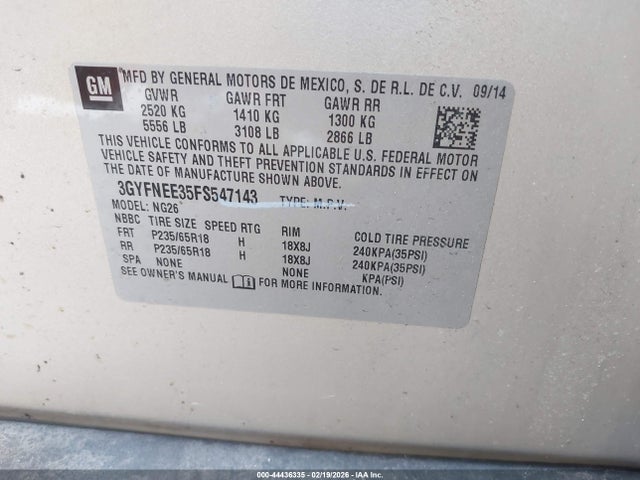 GM
MFD BY GENERAL MOTORS DE MEXICO, S. DE R.L. DE C.V. 09/14
GVWR GAWR FRT GAWR RR
2520 KG 1410 KG 1300 KG
5556 LB 3108 LB 2866 LB
THIS VEHICLE CONFORMS TO ALL APPLICABLE U.S. FEDERAL MOTOR
VEHICLE SAFETY AND THEFT PREVENTION STANDARDS IN EFFECT ON
THE DATE OF MANUFACTURE SHOWN ABOVE.
3GYFNEE35FS547143 TYPE: M.P.V.
MODEL: NG26
NBBC TIRE SIZE SPEED RTG RIM COLD TIRE PRESSURE
FRT P235/65R18 H 18X8J 240KPA(35PSI)
RR P235/65R18 H 18X8J 240KPA(35PSI)
SPA NONE NONE KPA(PSI)
SEE OWNER'S MANUAL FOR MORE INFORMATION.
000-44436335 - 02/19/2026 - IAAI.COM